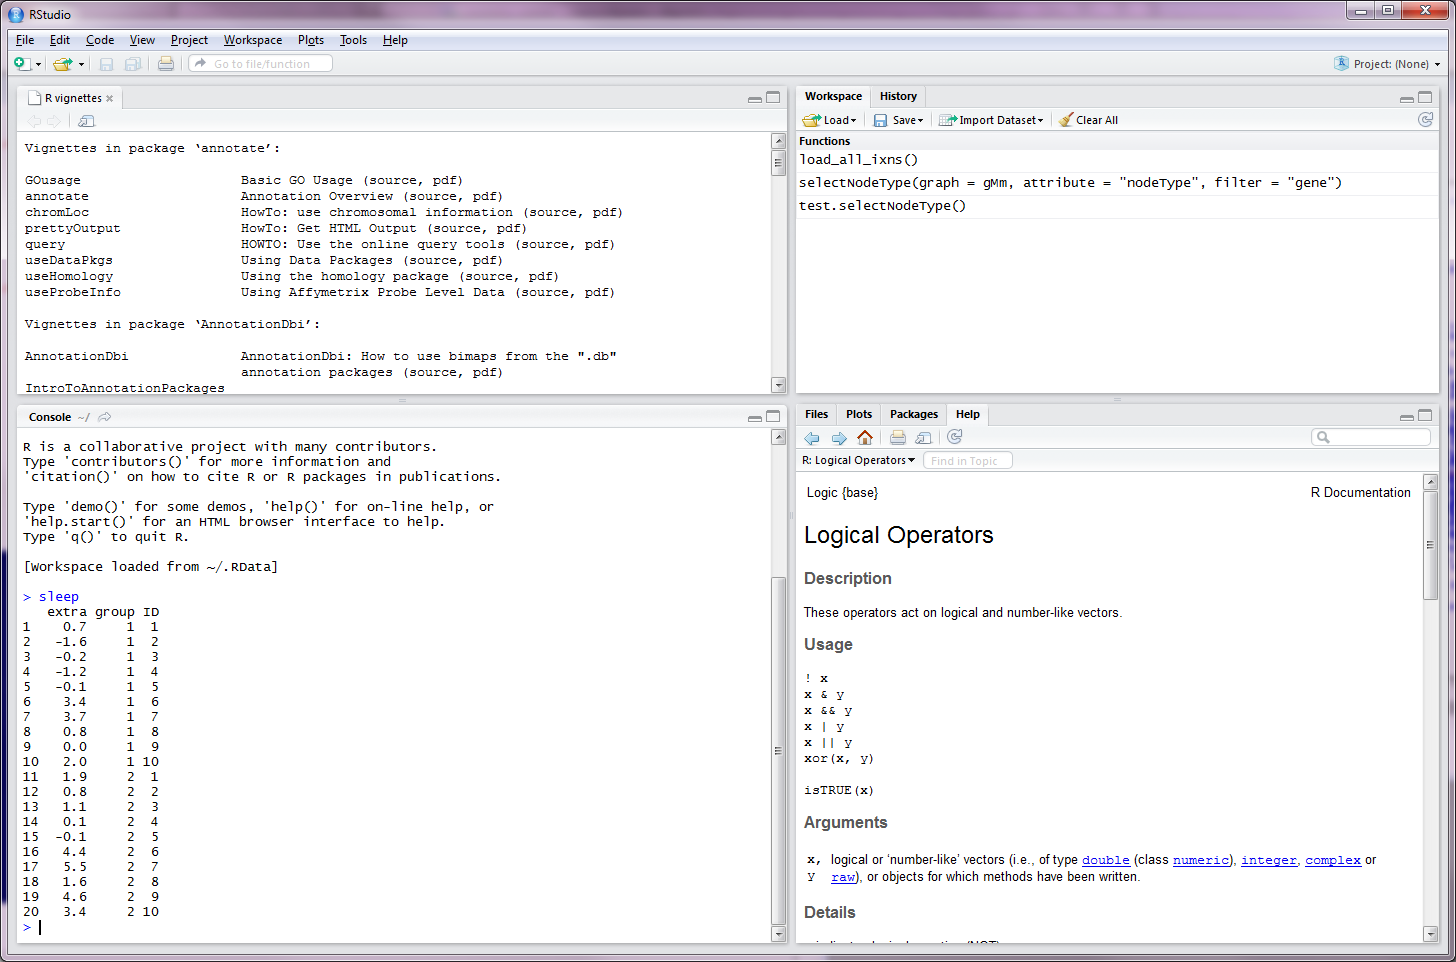 RStudio
File Edit Code View Project Workspace Plots Tools Help
Go to file/function
Project: (None)
R vignettes
Vignettes in package ‘annotate’:
GOusage Basic GO Usage (source, pdf)
annotate Annotation Overview (source, pdf)
chromLoc HowTo: use chromosomal information (source, pdf)
prettyOutput HowTo: Get HTML Output (source, pdf)
query HOWTO: Use the online query tools (source, pdf)
useDataPkgs Using Data Packages (source, pdf)
useHomology Using the homology package (source, pdf)
useProbeInfo Using Affymetrix Probe Level Data (source, pdf)
Vignettes in package ‘AnnotationDbi’:
AnnotationDbi AnnotationDbi: How to use bimaps from the ".db"
annotation packages (source, pdf)
IntroToAnnotationPackages
Workspace History
Load Save Import Dataset Clear All
Functions
load_all_ixns()
selectNodeType(graph = gMm, attribute = "nodeType", filter = "gene")
test.selectNodeType()
Console ~/
R is a collaborative project with many contributors.
Type 'contributors()' for more information and
'citation()' on how to cite R or R packages in publications.
Type 'demo()' for some demos, 'help()' for on-line help, or
'help.start()' for an HTML browser interface to help.
Type 'q()' to quit R.
[Workspace loaded from ~/.RData]
> sleep
extra group ID
1 0.7 1 1
2 -1.6 1 2
3 -0.2 1 3
4 -1.2 1 4
5 -0.1 1 5
6 3.4 1 6
7 3.7 1 7
8 0.8 1 8
9 0.0 1 9
10 2.0 1 10
11 1.9 2 1
12 0.8 2 2
13 1.1 2 3
14 0.1 2 4
15 -0.1 2 5
16 4.4 2 6
17 5.5 2 7
18 1.6 2 8
19 4.6 2 9
20 3.4 2 10
>
Files Plots Packages Help
R: Logical Operators Find in Topic
Logic {base} R Documentation
Logical Operators
Description
These operators act on logical and number-like vectors.
Usage
! x
x & y
x && y
x | y
x || y
xor(x, y)
isTRUE(x)
Arguments
x, logical or ‘number-like’ vectors (i.e., of type double (class numeric), integer, complex or
y raw), or objects for which methods have been written.
Details